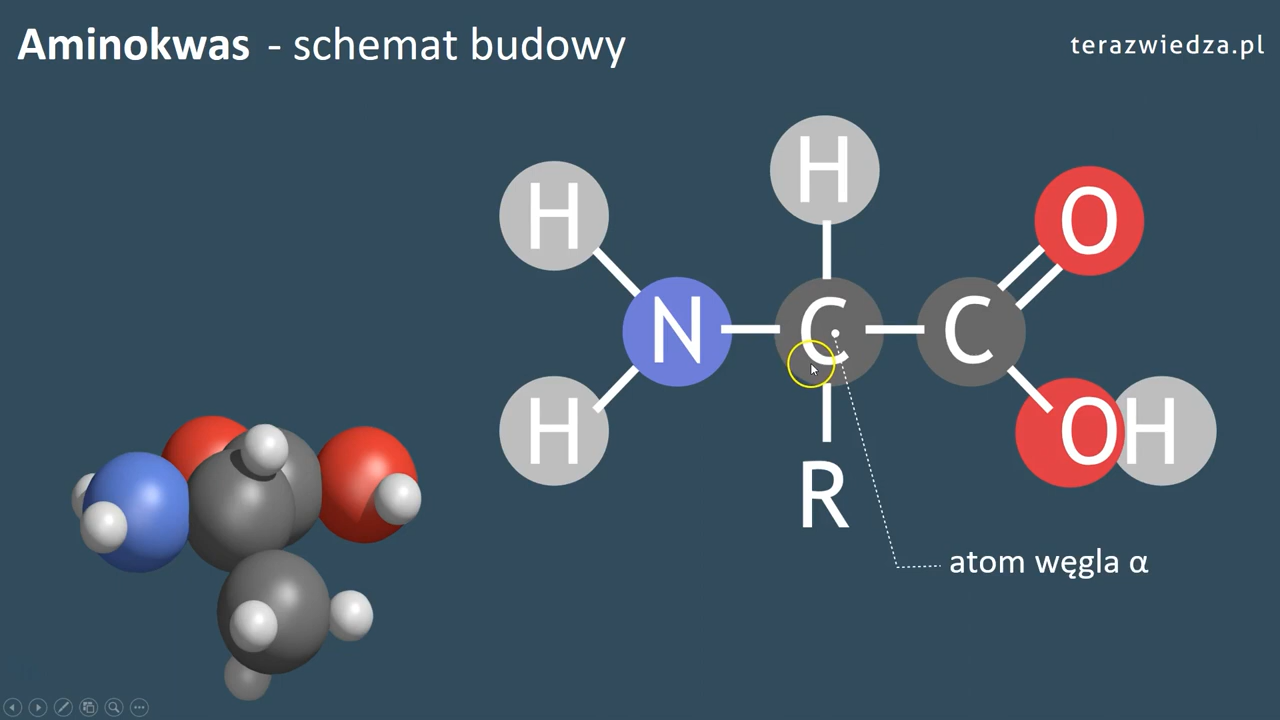 Aminokwas - schemat budowy
terazwiedza.pl
H
H
O
N
C
C
H
OH
R
atom węgla α